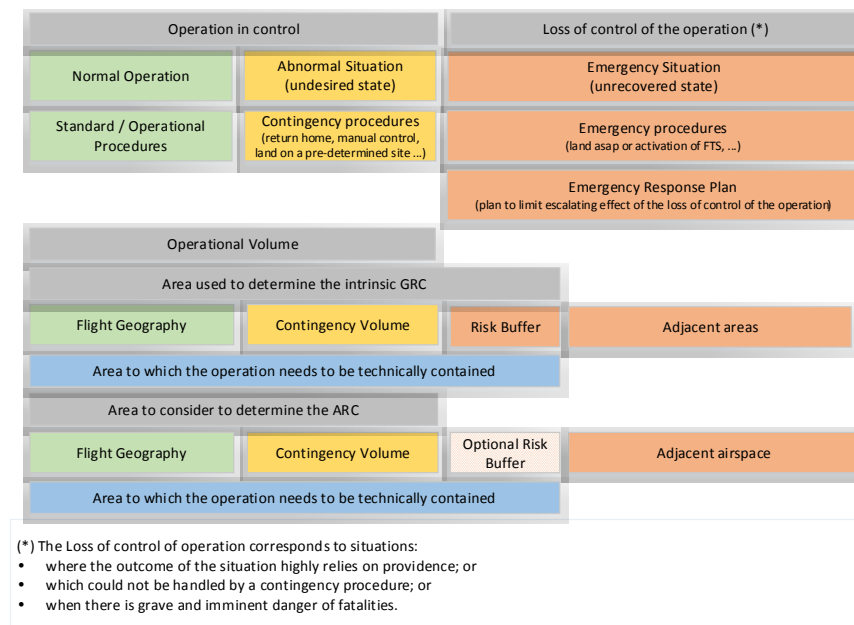 Operation in control
Loss of control of the operation (*)
Normal Operation
Abnormal Situation
(undesired state)
Emergency Situation
(unrecovered state)
Standard / Operational
Procedures
Contingency procedures
(return home, manual control,
land on a pre-determined site ...)
Emergency procedures
(land asap or activation of FTS, ...)
Emergency Response Plan
(plan to limit escalating effect of the loss of control of the operation)
Operational Volume
Area used to determine the intrinsic GRC
Flight Geography
Contingency Volume
Risk Buffer
Adjacent areas
Area to which the operation needs to be technically contained
Area to consider to determine the ARC
Flight Geography
Contingency Volume
Optional Risk
Buffer
Adjacent airspace
Area to which the operation needs to be technically contained
(*) The Loss of control of operation corresponds to situations:
• where the outcome of the situation highly relies on providence; or
• which could not be handled by a contingency procedure; or
• when there is grave and imminent danger of fatalities.